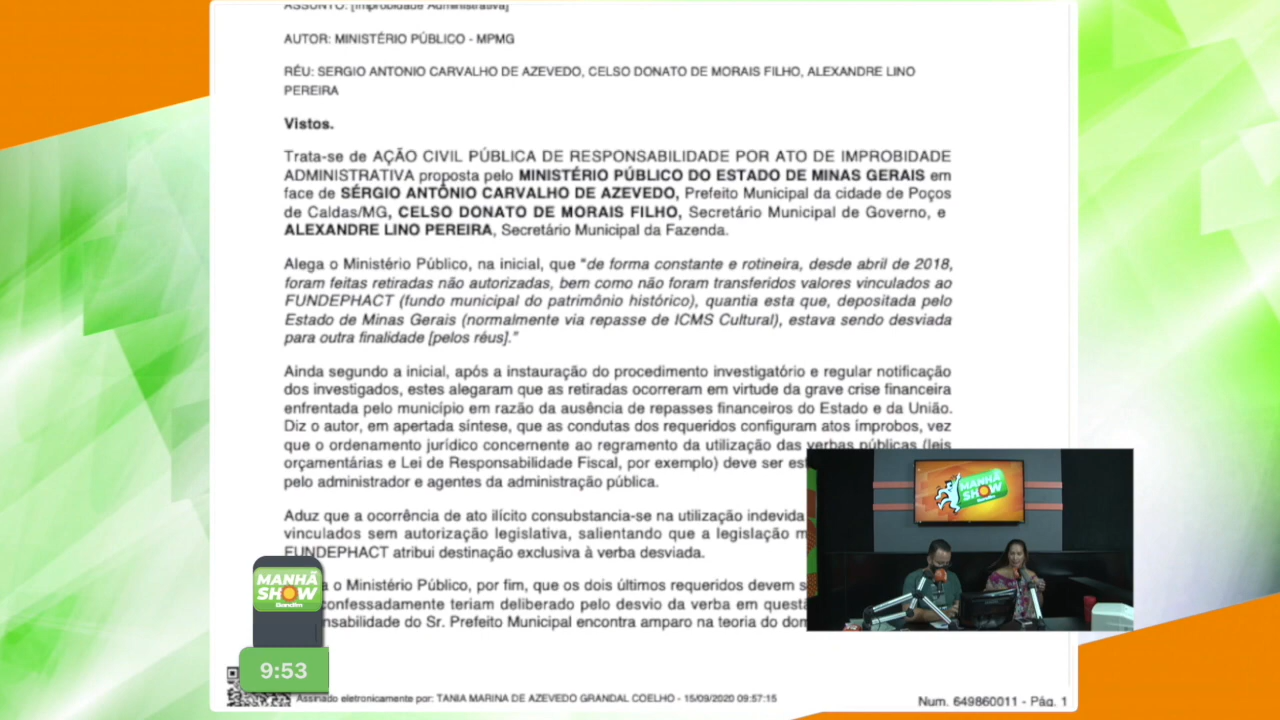 ASSUNTO: [Improbidade Administrativa]
AUTOR: MINISTÉRIO PÚBLICO - MPMG
RÉU: SERGIO ANTONIO CARVALHO DE AZEVEDO, CELSO DONATO DE MORAIS FILHO, ALEXANDRE LINO
PEREIRA
Vistos.
Trata-se de AÇÃO CIVIL PÚBLICA DE RESPONSABILIDADE POR ATO DE IMPROBIDADE
ADMINISTRATIVA proposta pelo MINISTÉRIO PÚBLICO DO ESTADO DE MINAS GERAIS em
face de SÉRGIO ANTÔNIO CARVALHO DE AZEVEDO, Prefeito Municipal da cidade de Poços
de Caldas/MG, CELSO DONATO DE MORAIS FILHO, Secretário Municipal de Governo, e
ALEXANDRE LINO PEREIRA, Secretário Municipal da Fazenda.
Alega o Ministério Público, na inicial, que "de forma constante e rotineira, desde abril de 2018,
foram feitas retiradas não autorizadas, bem como não foram transferidos valores vinculados ao
FUNDEPHACT (fundo municipal do patrimônio histórico), quantia esta que, depositada pelo
Estado de Minas Gerais (normalmente via repasse de ICMS Cultural), estava sendo desviada
para outra finalidade [pelos réus]."
Ainda segundo a inicial, após a instauração do procedimento investigatório e regular notificação
dos investigados, estes alegaram que as retiradas ocorreram em virtude da grave crise financeira
enfrentada pelo município em razão da ausência de repasses financeiros do Estado e da União.
Diz o autor, em apertada síntese, que as condutas dos requeridos configuram atos ímprobos, vez
que o ordenamento jurídico concernente ao regramento da utilização das verbas públicas (leis
orçamentárias e Lei de Responsabilidade Fiscal, por exemplo) deve ser est
pelo administrador e agentes da administração pública.
Aduz que a ocorrência de ato ilícito consubstancia-se na utilização indevida
vinculados sem autorização legislativa, salientando que a legislação m
FUNDEPHACT atribui destinação exclusiva à verba desviada.
a o Ministério Público, por fim, que os dois últimos requeridos devem s
confessadamente teriam deliberado pelo desvio da verba em questã
nsabilidade do Sr. Prefeito Municipal encontra amparo na teoria do dom
MANHÃ
SHOW
MANHÃ
SHOW
Bandfm
9:53
Assinado eletronicamente por: TANIA MARINA DE AZEVEDO GRANDAL COELHO - 15/09/2020 09:57:15
Num. 649860011 - Pág. 1